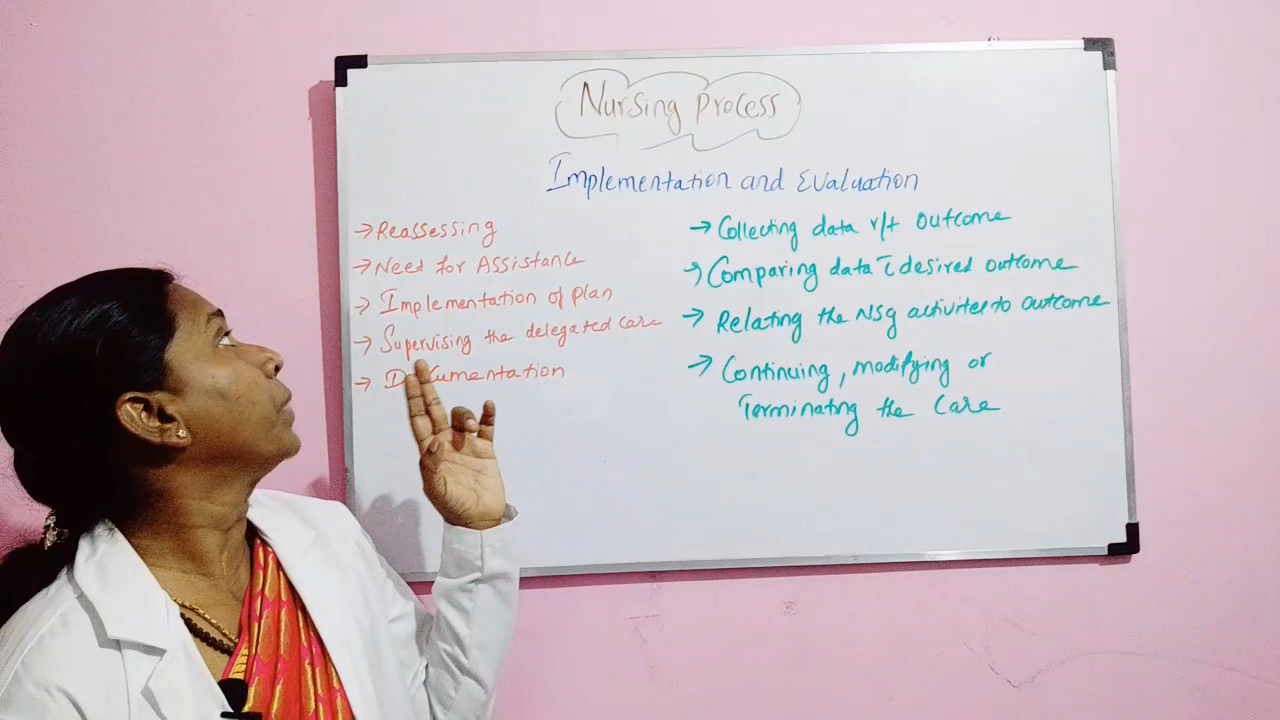 Nursing Process
Implementation and Evaluation
→ Reassessing
→ Need for Assistance
→ Implementation of plan
→ Supervising the delegated care
→ Documentation
→ Collecting data r/t outcome
→ Comparing data c̄ desired outcome
→ Relating the NSg activites to outcome
→ Continuing, modifying or
Terminating the Care